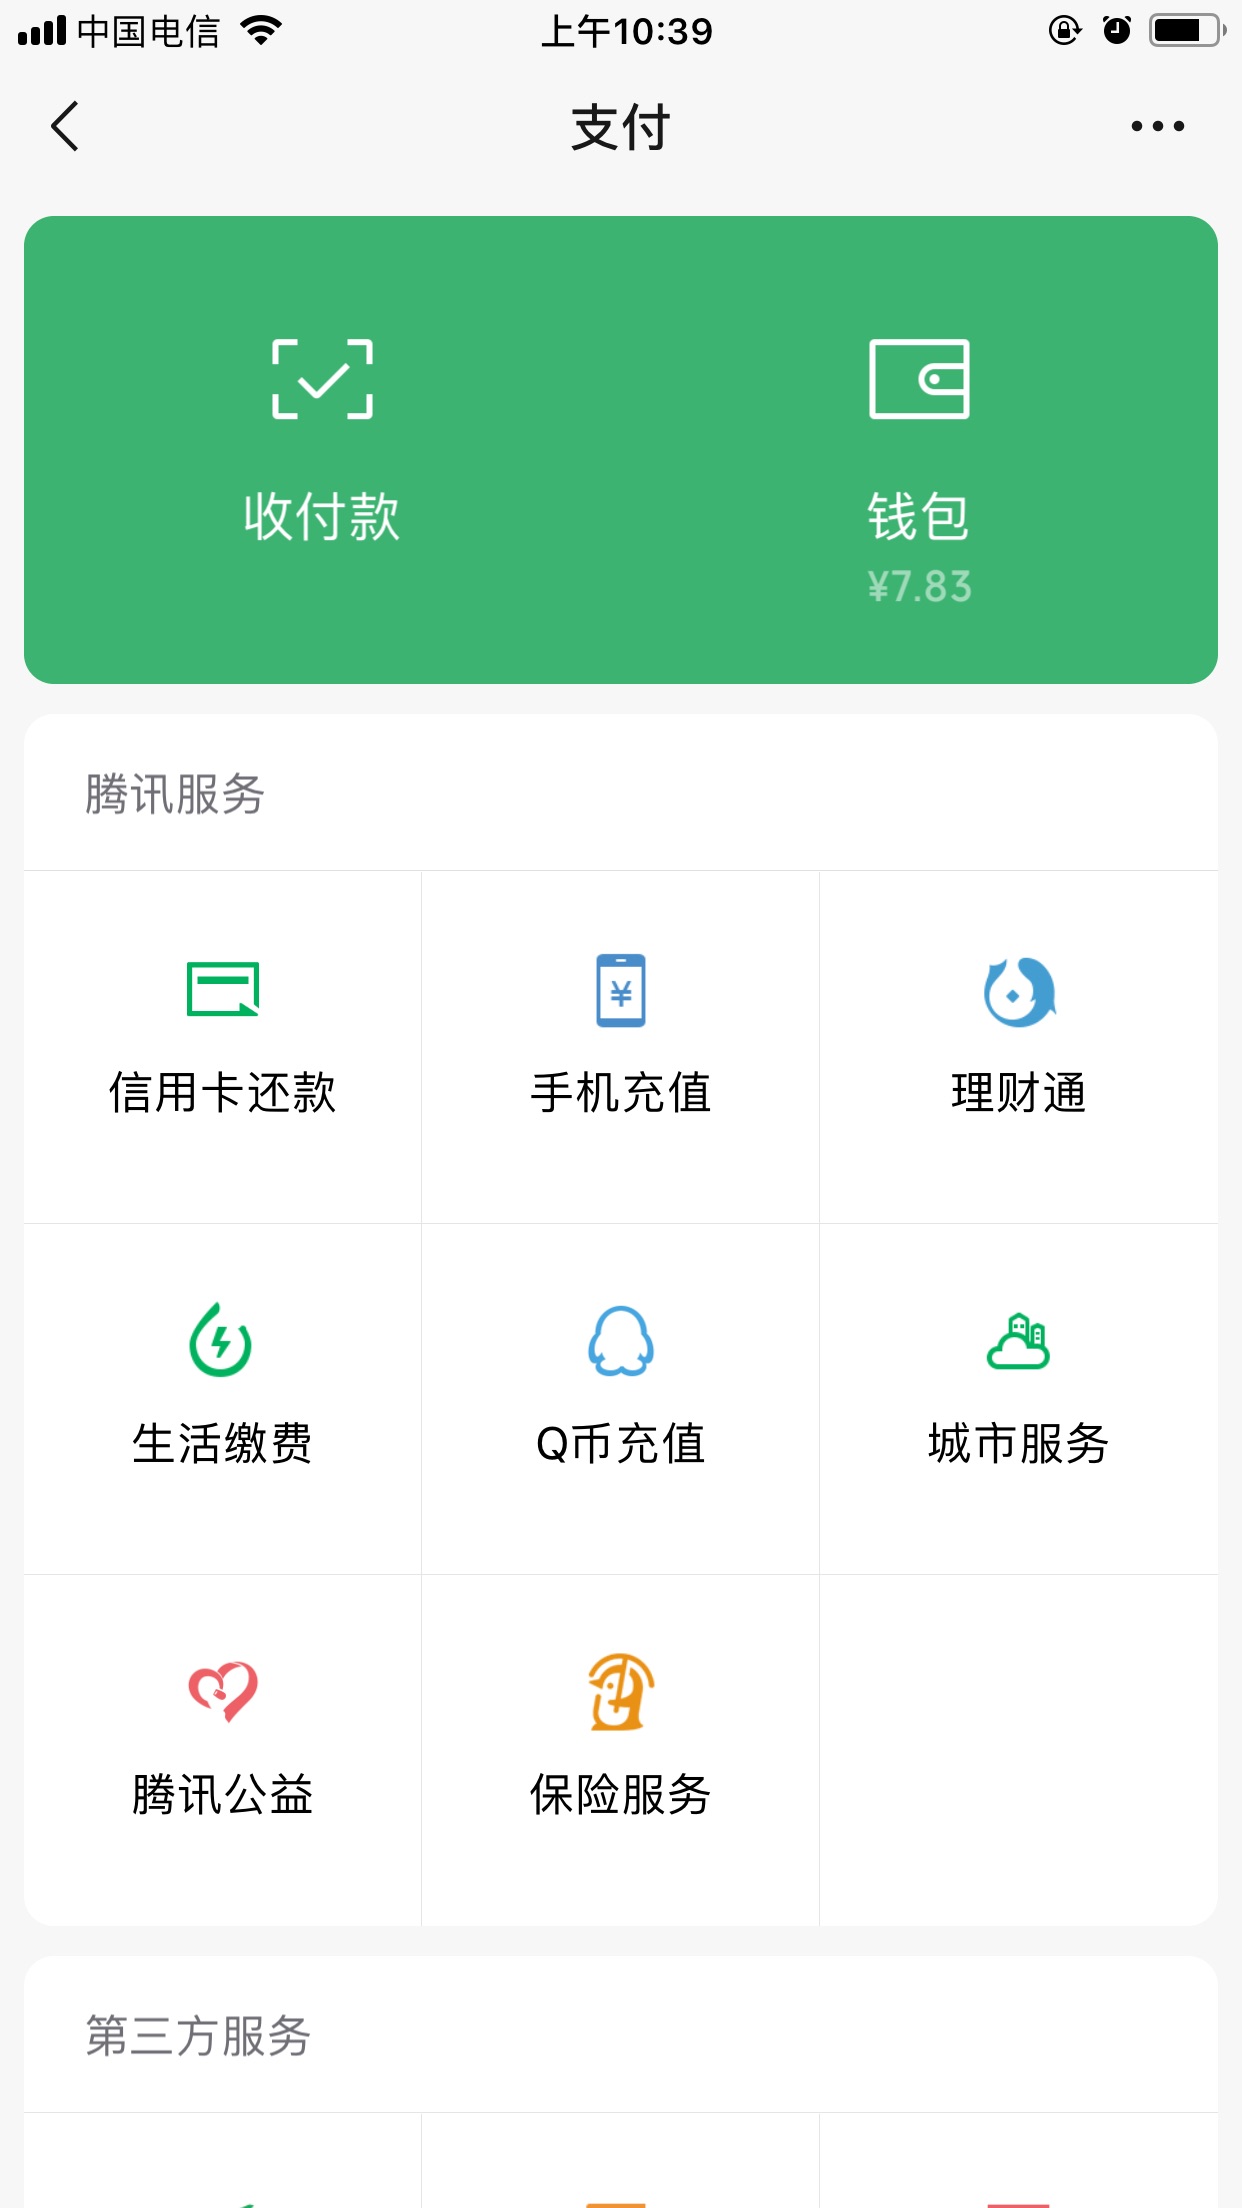 中国电信
上午10:39
支付
收付款
钱包
¥7.83
腾讯服务
信用卡还款
手机充值
¥
理财通
生活缴费
Q币充值
城市服务
腾讯公益
保险服务
第三方服务